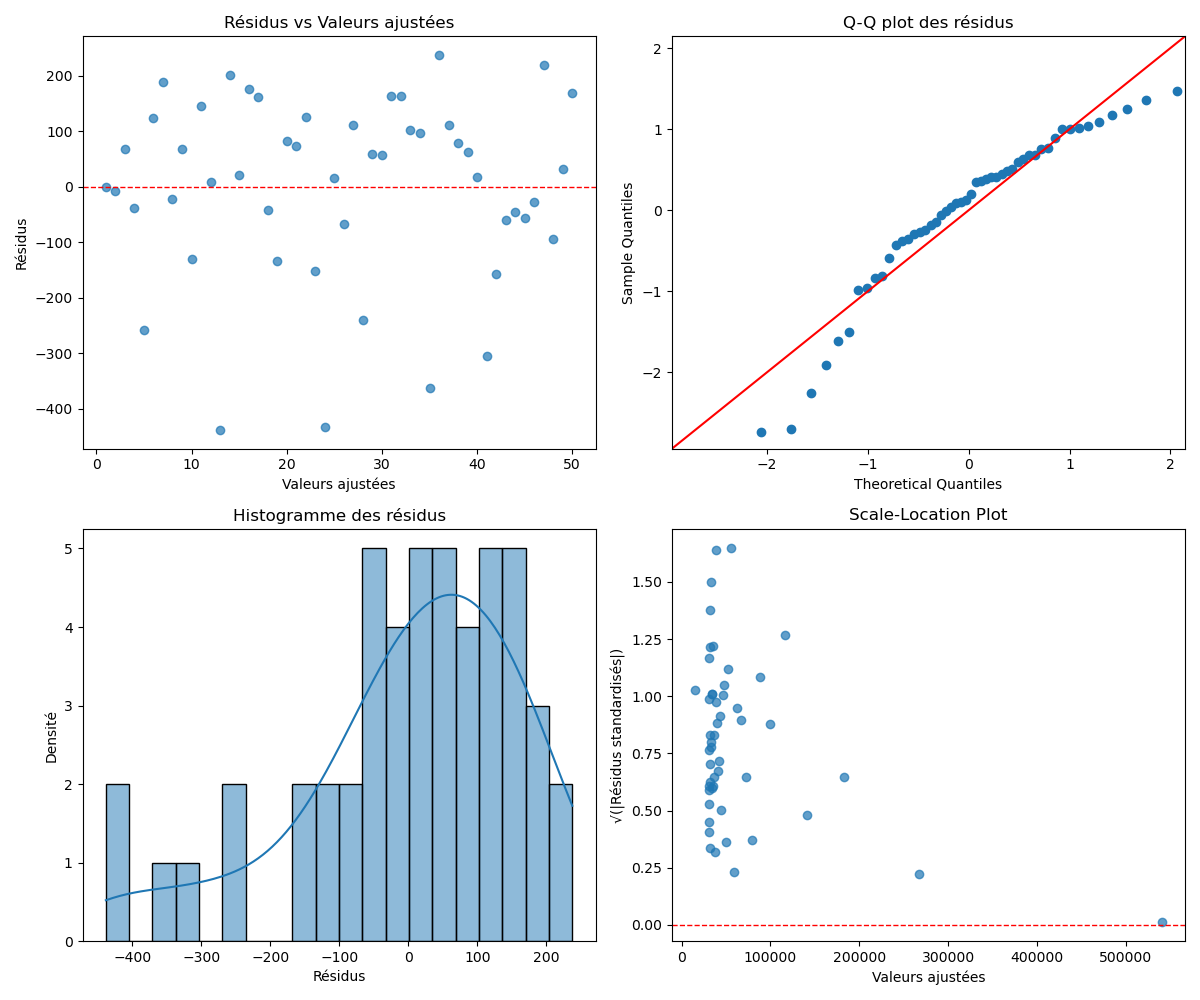 Résidus vs Valeurs ajustées
200
100
0
−100
−200
−300
−400
Résidus
0 10 20 30 40 50
Valeurs ajustées
Q-Q plot des résidus
2
1
0
−1
−2
Sample Quantiles
−2 −1 0 1 2
Theoretical Quantiles
Histogramme des résidus
5
4
3
2
1
0
Densité
−400 −300 −200 −100 0 100 200
Résidus
Scale-Location Plot
1.50
1.25
1.00
0.75
0.50
0.25
0.00
√(|Résidus standardisés|)
0 100000 200000 300000 400000 500000
Valeurs ajustées